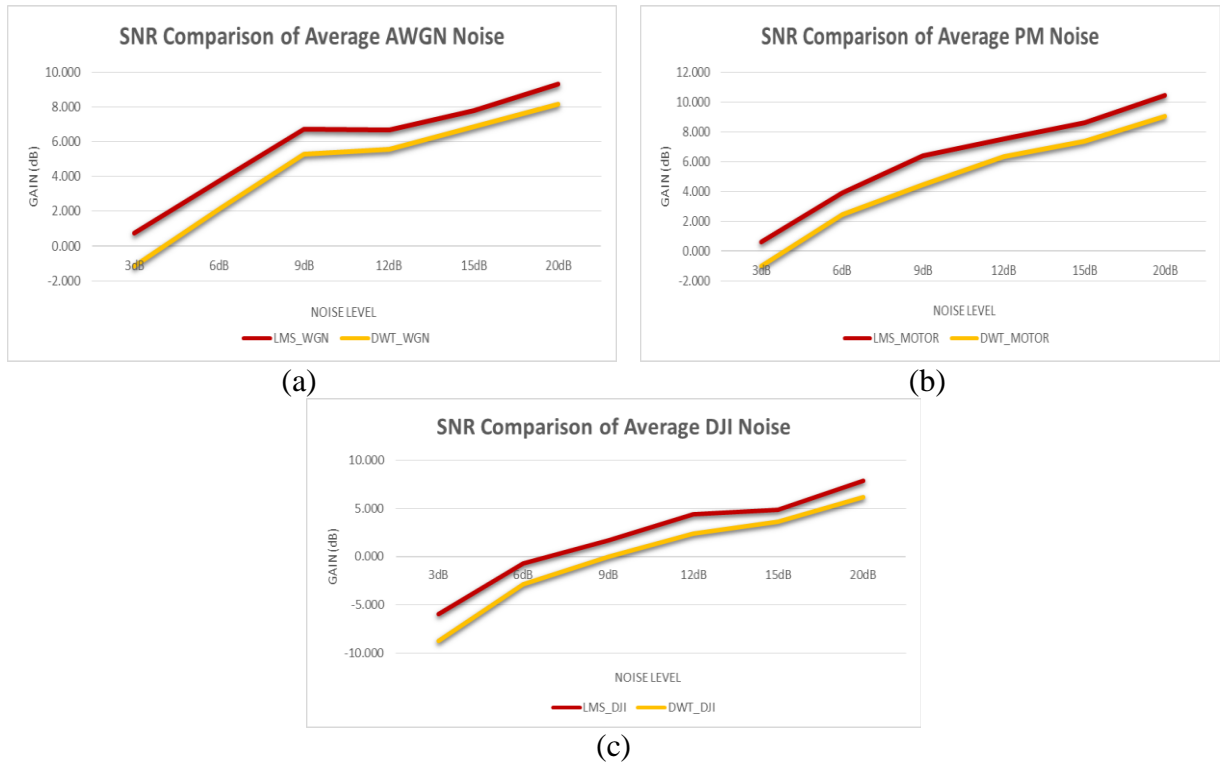 SNR Comparison of Average AWGN Noise
10.000
8.000
6.000
4.000
2.000
0.000
-2.000
GAIN (dB)
3dB 6dB 9dB 12dB 15dB 20dB
NOISE LEVEL
LMS_WGN DWT_WGN
(a)
SNR Comparison of Average PM Noise
12.000
10.000
8.000
6.000
4.000
2.000
0.000
-2.000
GAIN (dB)
3dB 6dB 9dB 12dB 15dB 20dB
NOISE LEVEL
LMS_MOTOR DWT_MOTOR
(b)
SNR Comparison of Average DJI Noise
10.000
5.000
0.000
-5.000
-10.000
GAIN (dB)
3dB 6dB 9dB 12dB 15dB 20dB
NOISE LEVEL
LMS_DJI DWT_DJI
(c)